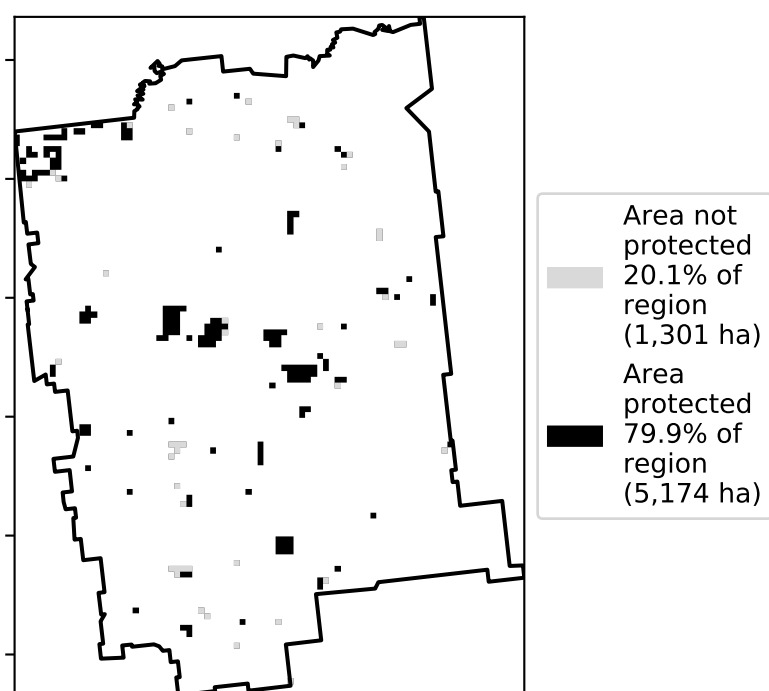 Area not
protected
20.1% of
region
(1,301 ha)
Area
protected
79.9% of
region
(5,174 ha)